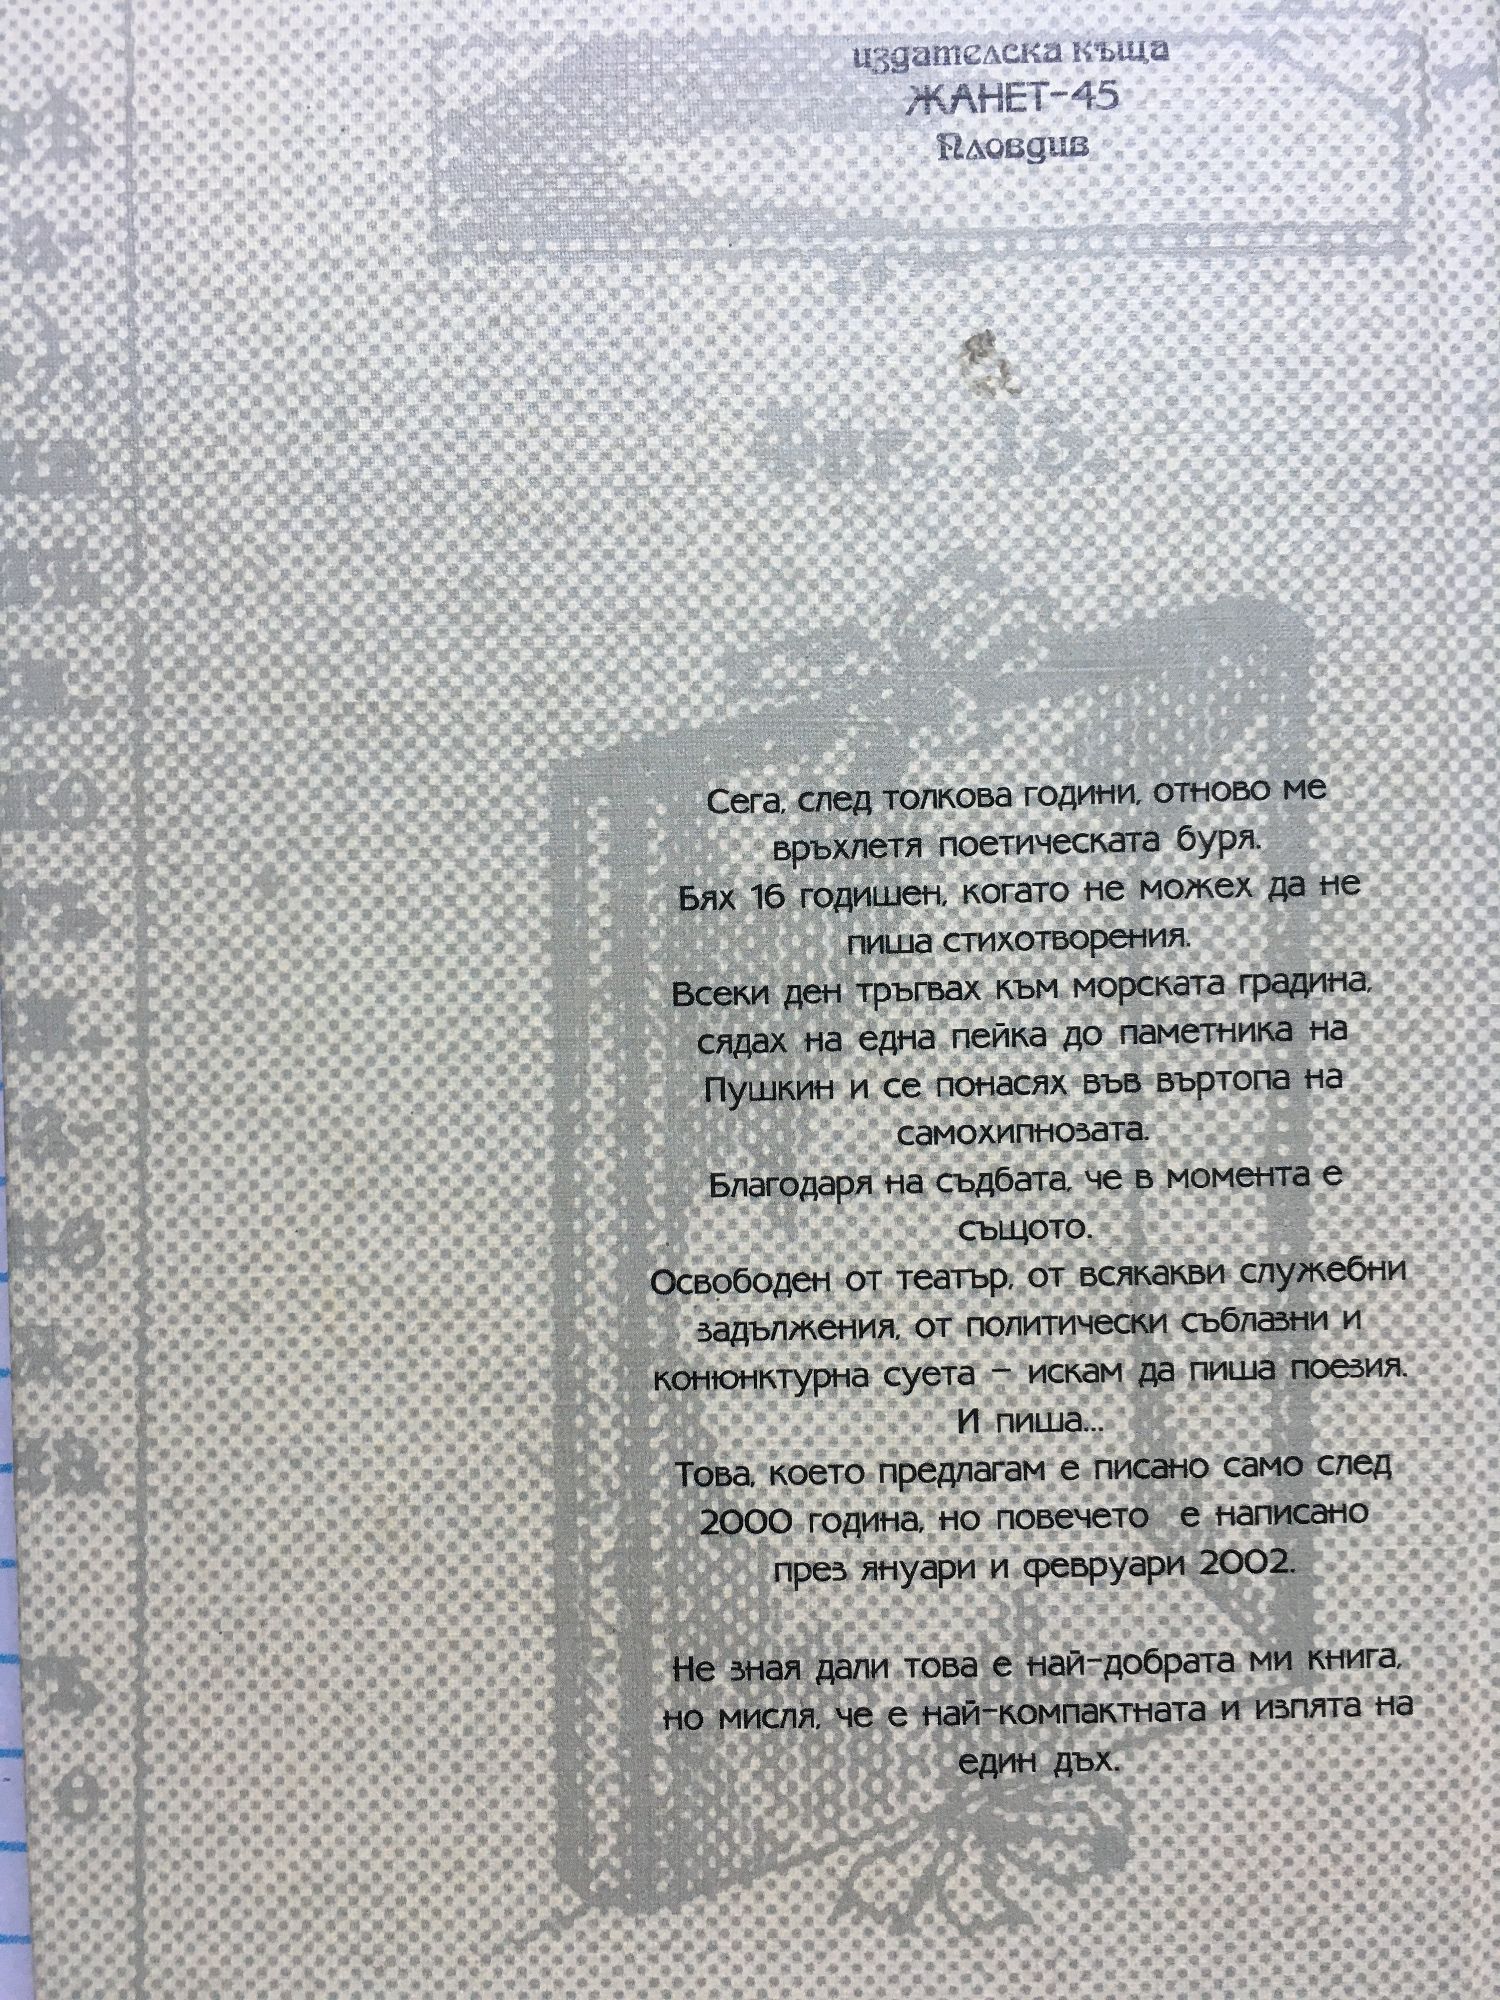 издателска къща
ЖАНЕТ-45
Пловдив
Сега, след толкова години, отново ме
връхлетя поетическата буря.
Бях 16 годишен, когато не можех да не
пиша стихотворения.
Всеки ден тръгвах към морската градина,
сядах на една пейка до паметника на
Пушкин и се понасях във въртопа на
самохипнозата.
Благодаря на съдбата, че в момента е
същото.
Освободен от театър, от всякакви служебни
задължения, от политически съблазни и
конюнктурна суета – искам да пиша поезия.
И пиша...
Това, което предлагам е писано само след
2000 година, но повечето е написано
през януари и февруари 2002.
Не зная дали това е най-добрата ми книга,
но мисля, че е най-компактната и изпята на
един дъх.